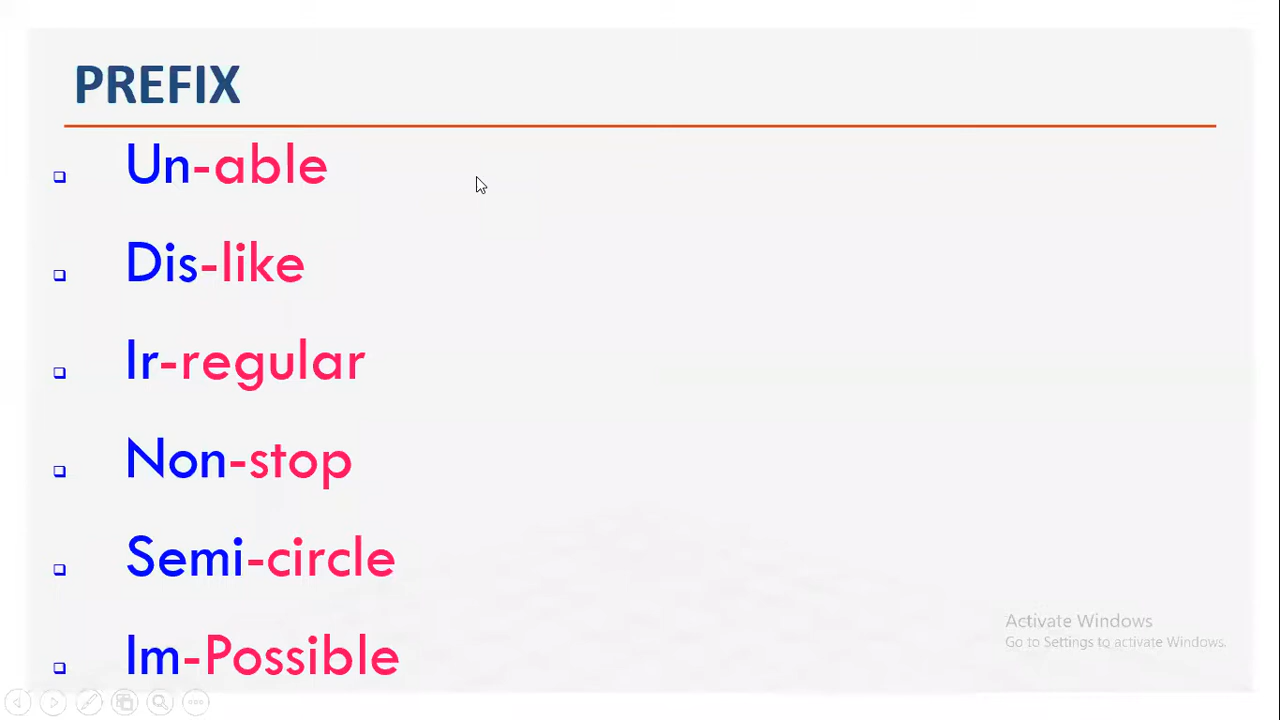 PREFIX
Un-able
Dis-like
Ir-regular
Non-stop
Semi-circle
Im-Possible
Activate Windows
Go to Settings to activate Windows.